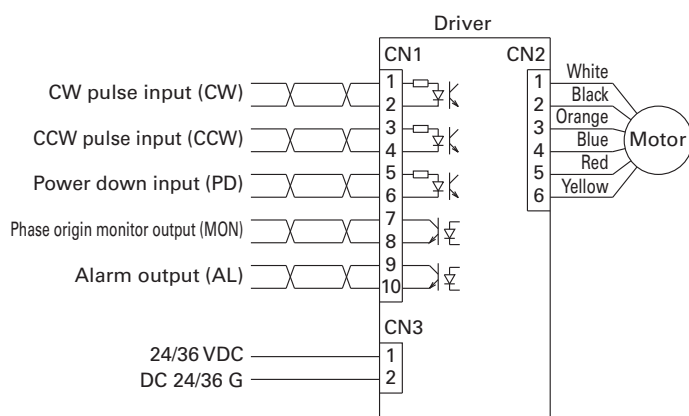 Driver
CN1 CN2
CW pulse input (CW) 1 2
CCW pulse input (CCW) 3 4
Power down input (PD) 5 6
Phase origin monitor output (MON) 7 8
Alarm output (AL) 9 10
1 White
2 Black
3 Orange
4 Blue
5 Red
6 Yellow
Motor
CN3
24/36 VDC 1
DC 24/36 G 2